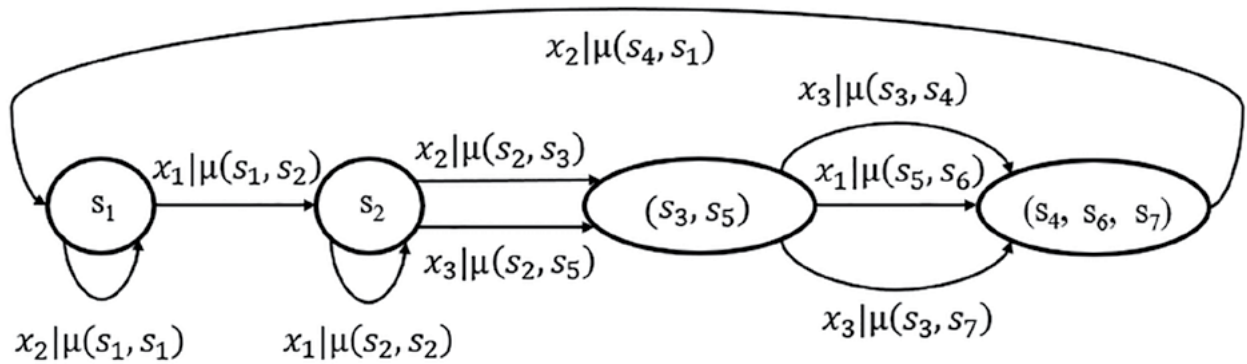 x₂|μ(s₄, s₁)
x₃|μ(s₃, s₄)
x₁|μ(s₁, s₂)
x₂|μ(s₂, s₃)
x₁|μ(s₅, s₆)
s₁
s₂
(s₃, s₅)
(s₄, s₆, s₇)
x₃|μ(s₂, s₅)
x₃|μ(s₃, s₇)
x₂|μ(s₁, s₁)
x₁|μ(s₂, s₂)